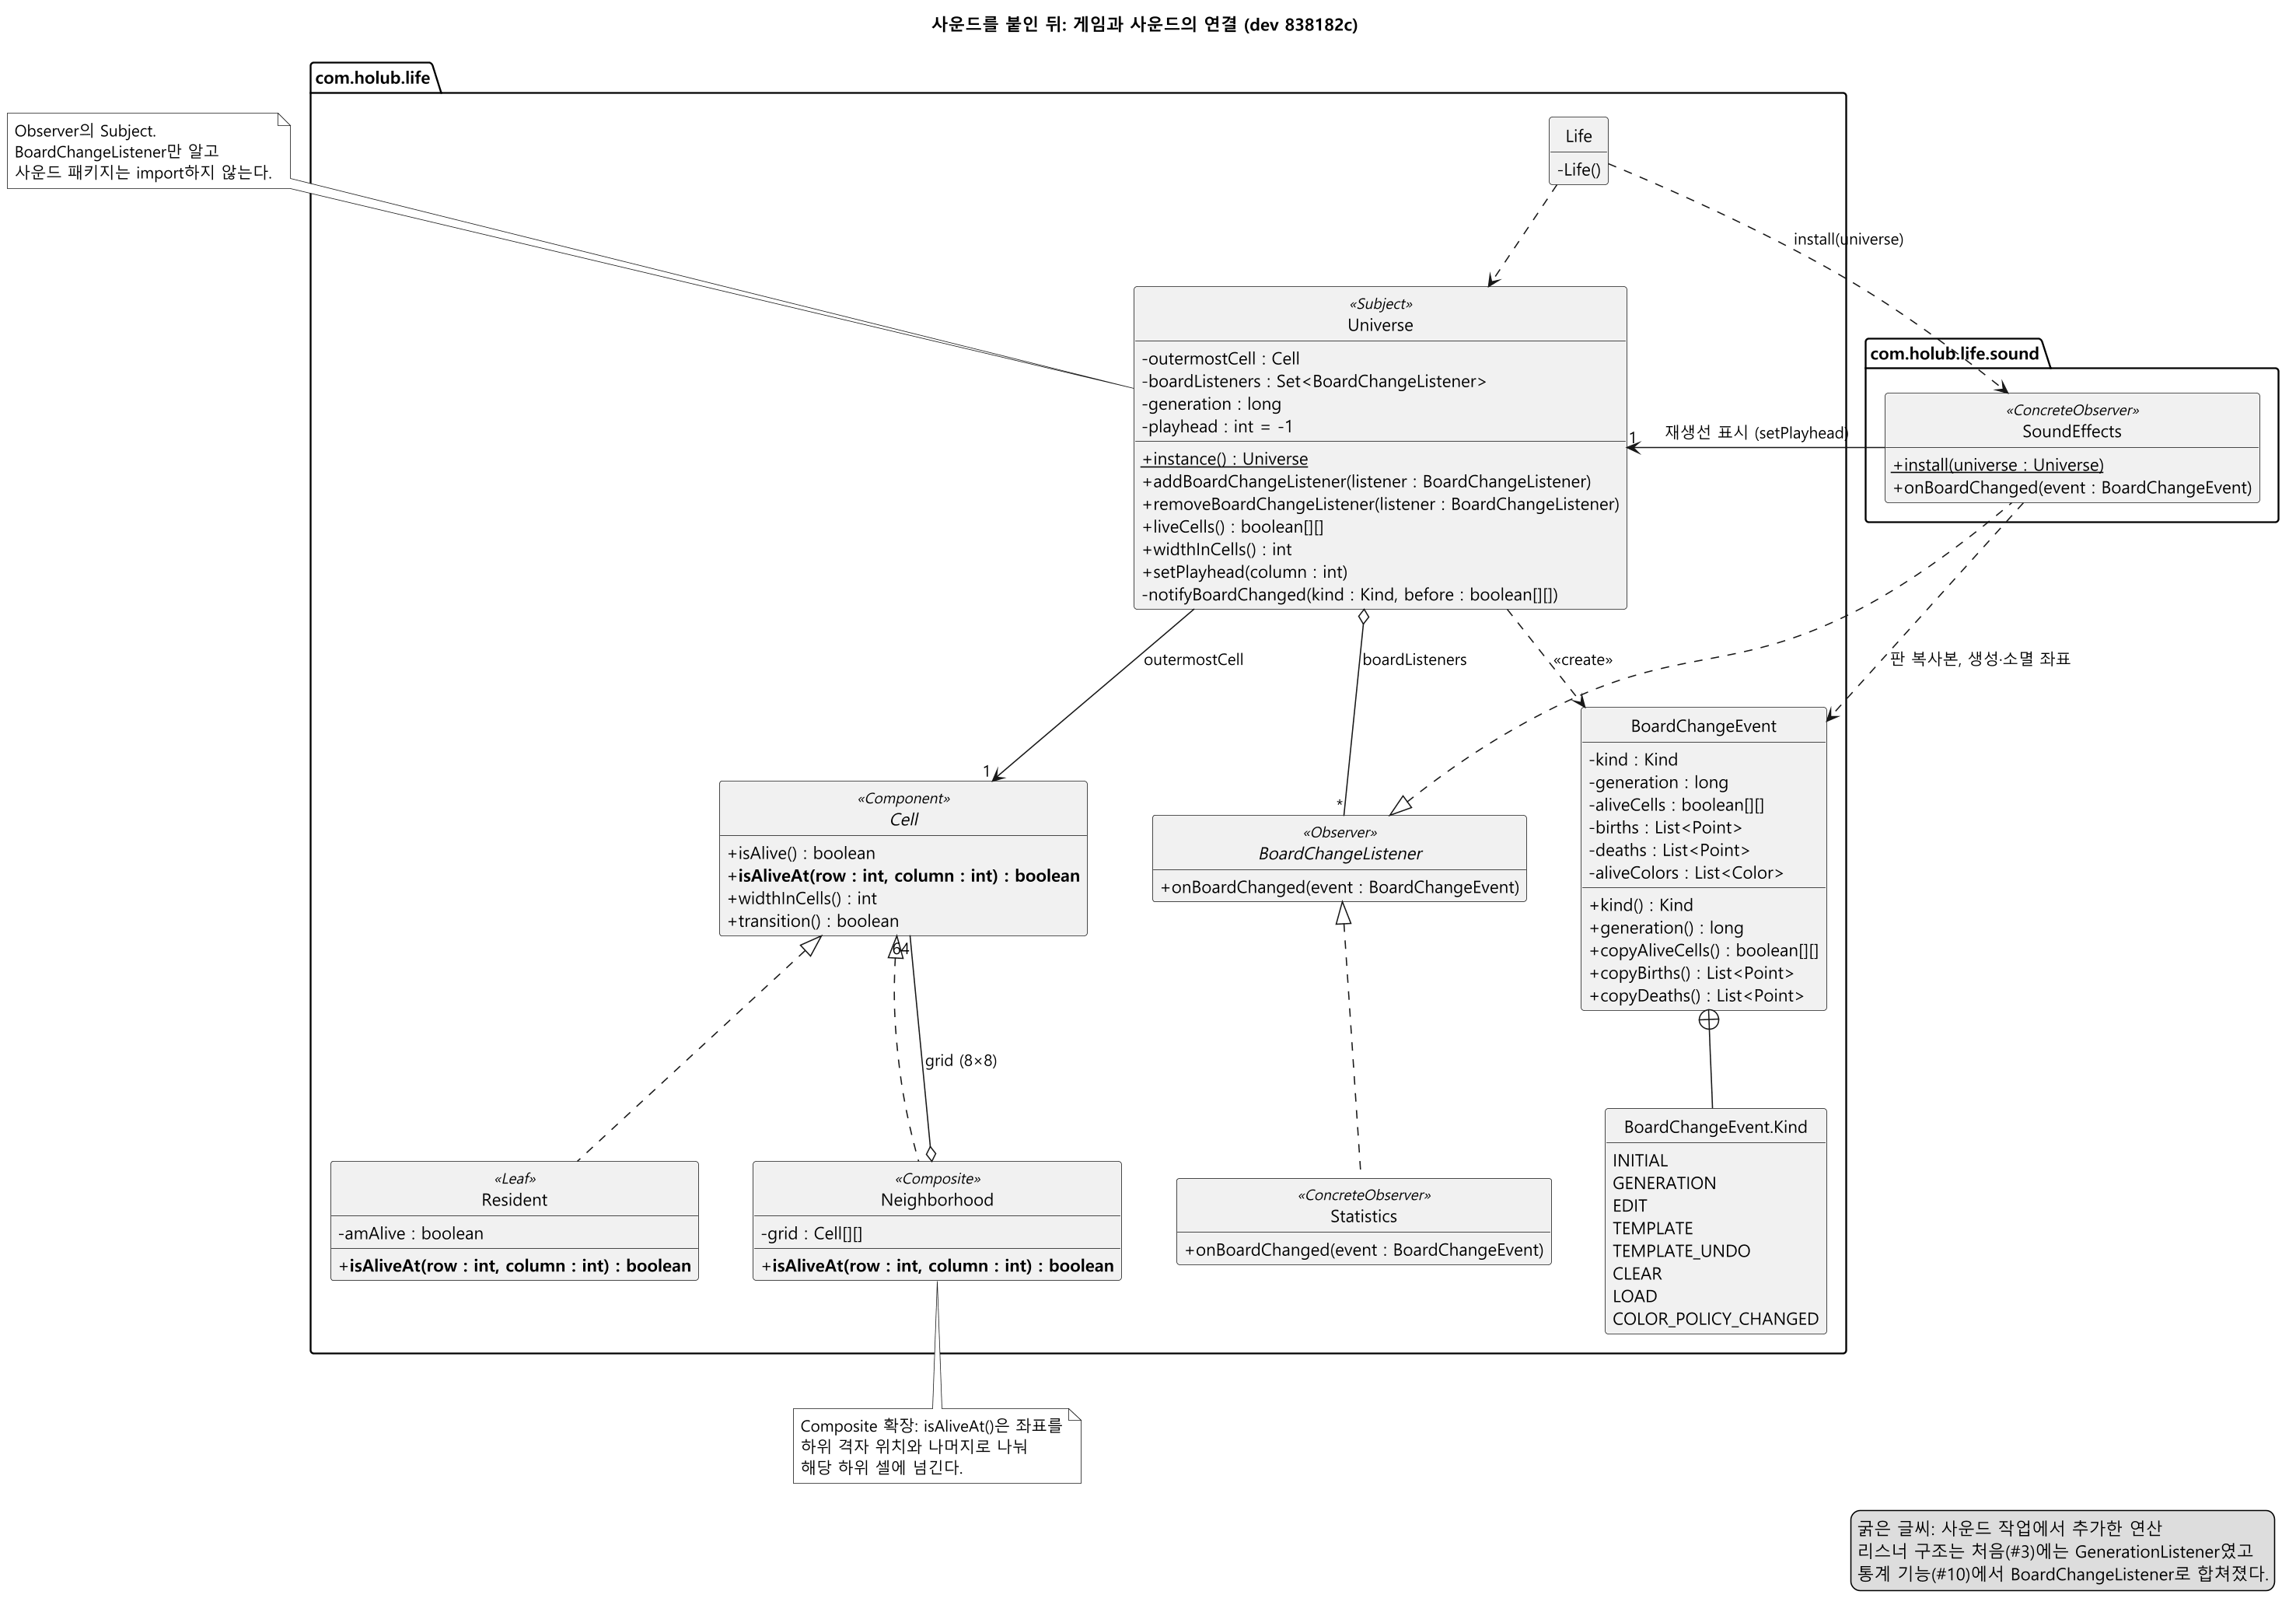 사운드를 붙인 뒤: 게임과 사운드의 연결 (dev 838182c)
com.holub.life
Observer의 Subject.
BoardChangeListener만 알고
사운드 패키지는 import하지 않는다.
Life
-Life()
install(universe)
«Subject»
Universe
-outermostCell : Cell
-boardListeners : Set<BoardChangeListener>
-generation : long
-playhead : int = -1
+instance() : Universe
+addBoardChangeListener(listener : BoardChangeListener)
+removeBoardChangeListener(listener : BoardChangeListener)
+liveCells() : boolean[][]
+widthInCells() : int
+setPlayhead(column : int)
-notifyBoardChanged(kind : Kind, before : boolean[][])
1
재생선 표시 (setPlayhead)
com.holub.life.sound
«ConcreteObserver»
SoundEffects
+install(universe : Universe)
+onBoardChanged(event : BoardChangeEvent)
outermostCell
boardListeners
«create»
판 복사본, 생성·소멸 좌표
1
*
«Component»
Cell
+isAlive() : boolean
+isAliveAt(row : int, column : int) : boolean
+widthInCells() : int
+transition() : boolean
«Observer»
BoardChangeListener
+onBoardChanged(event : BoardChangeEvent)
BoardChangeEvent
-kind : Kind
-generation : long
-aliveCells : boolean[][]
-births : List<Point>
-deaths : List<Point>
-aliveColors : List<Color>
+kind() : Kind
+generation() : long
+copyAliveCells() : boolean[][]
+copyBirths() : List<Point>
+copyDeaths() : List<Point>
64
grid (8×8)
«Leaf»
Resident
-amAlive : boolean
+isAliveAt(row : int, column : int) : boolean
«Composite»
Neighborhood
-grid : Cell[][]
+isAliveAt(row : int, column : int) : boolean
«ConcreteObserver»
Statistics
+onBoardChanged(event : BoardChangeEvent)
BoardChangeEvent.Kind
INITIAL
GENERATION
EDIT
TEMPLATE
TEMPLATE_UNDO
CLEAR
LOAD
COLOR_POLICY_CHANGED
Composite 확장: isAliveAt()은 좌표를
하위 격자 위치와 나머지로 나눠
해당 하위 셀에 넘긴다.
굵은 글씨: 사운드 작업에서 추가한 연산
리스너 구조는 처음(#3)에는 GenerationListener였고
통계 기능(#10)에서 BoardChangeListener로 합쳐졌다.